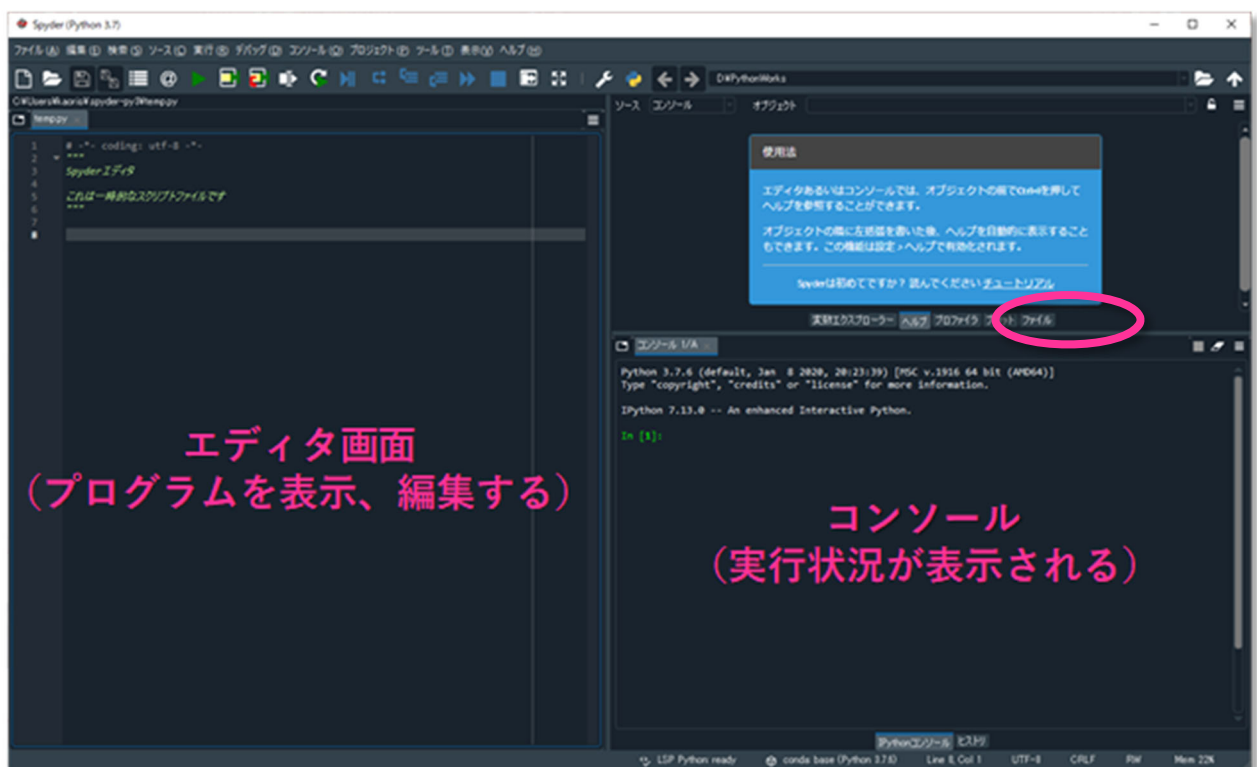 Spyder (Python 3.7)
ファイル(F) 編集(E) 検索(S) ソース(C) 実行(R) デバッグ(D) コンソール(O) プロジェクト(P) ツール(T) 表示(V) ヘルプ(H)
D:¥PythonWorks
temp.py
ソース コンソール オブジェクト
1 # -*- coding: utf-8 -*-
2 """
3 Spyder エディタ
4
5 これは一時的なスクリプトファイルです
6 """
7
8
使用法
エディタあるいはコンソールでは、オブジェクトの前でCtrl+Iを押して
ヘルプを参照することができます。
オブジェクトの際に左括弧を書いた後、ヘルプを自動的に表示すること
もできます。この機能は設定 > ヘルプで有効化されます。
Spyderは初めてですか? 読んでください チュートリアル
ヘルプ プロファイラ ファイル
コンソール 1/A
Python 3.7.6 (default, Jan 8 2020, 20:23:39) [MSC v.1916 64 bit (AMD64)]
Type "copyright", "credits" or "license" for more information.
IPython 7.13.0 -- An enhanced Interactive Python.
In [1]:
エディタ画面
(プログラムを表示、編集する)
コンソール
(実行状況が表示される)
IPythonコンソール ヒストリ
LSP Python ready conda base (Python 3.7.6) Line 8, Col 1 UTF-8 CRLF RW Mem 22%